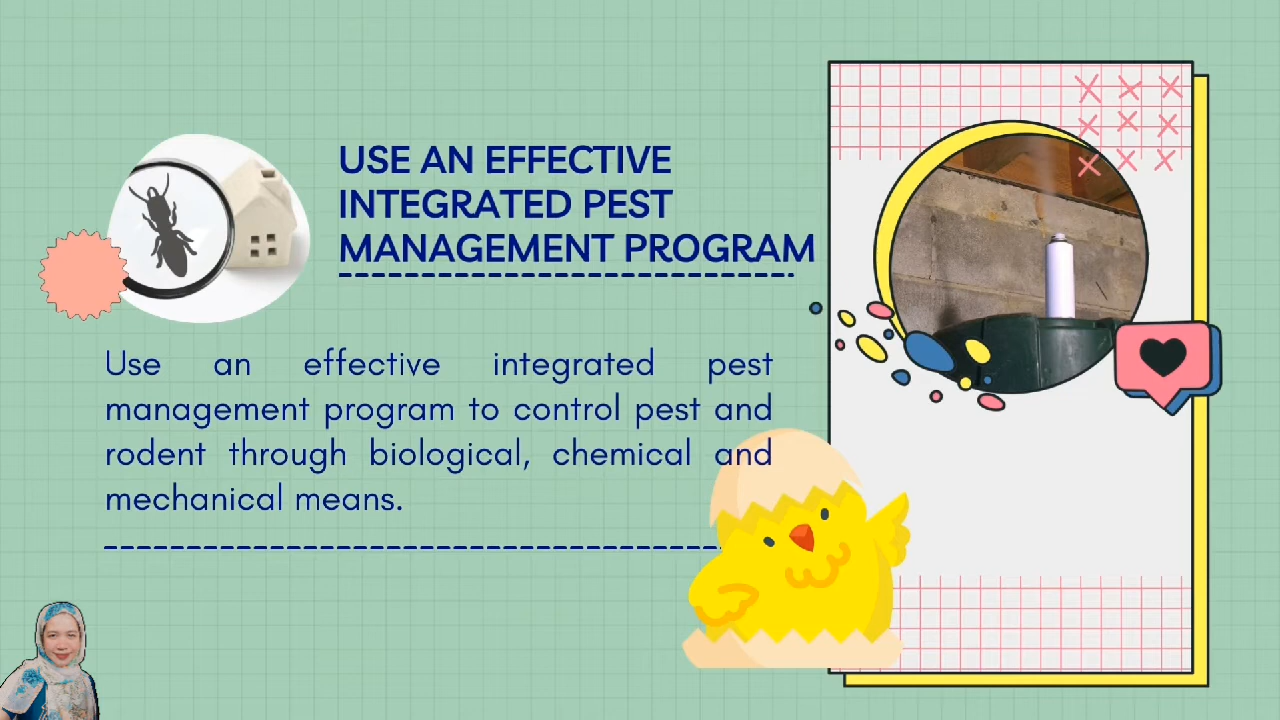 USE AN EFFECTIVE
INTEGRATED PEST
MANAGEMENT PROGRAM
Use an effective integrated pest
management program to control pest and
rodent through biological, chemical and
mechanical means.